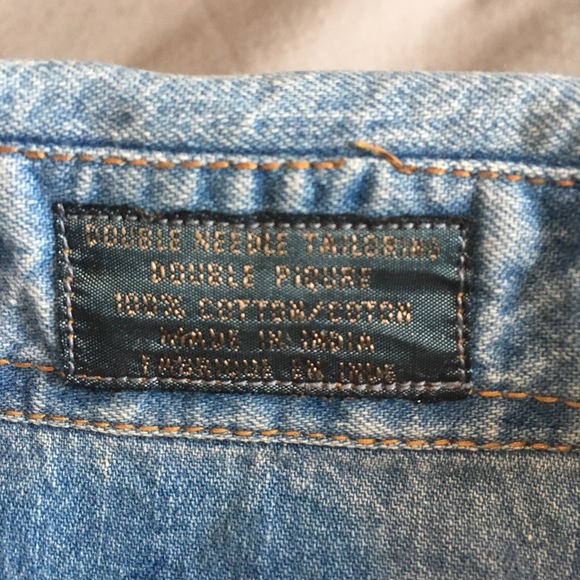 DOUBLE NEEDLE TAILORING
DOUBLE PIQURE
100% COTTON/COTON
MADE IN INDIA
FABRIQUE EN INDE